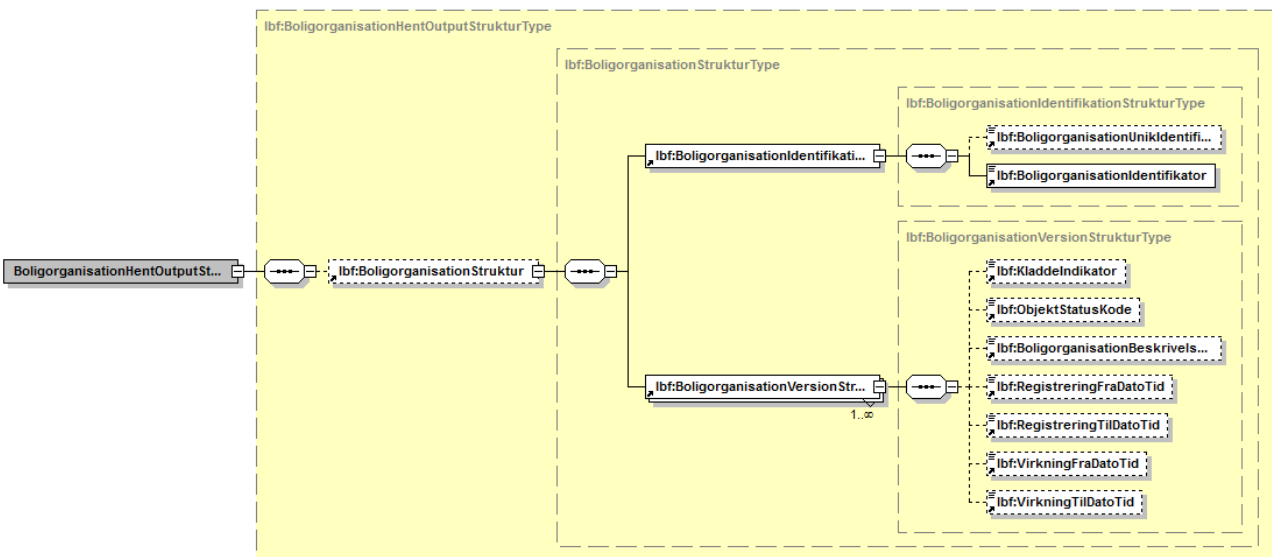 lbf:BoligorganisationHentOutputStrukturType
lbf:BoligorganisationStrukturType
lbf:BoligorganisationIdentifikationStrukturType
lbf:BoligorganisationUnikIdentifi...
lbf:BoligorganisationIdentifikati...
lbf:BoligorganisationIdentifikator
lbf:BoligorganisationVersionStrukturType
BoligorganisationHentOutputSt...
lbf:BoligorganisationStruktur
lbf:KladdeIndikator
lbf:ObjektStatusKode
lbf:BoligorganisationBeskrivels...
lbf:BoligorganisationVersionStr...
lbf:RegistreringFraDatoTid
1..∞
lbf:RegistreringTilDatoTid
lbf:VirkningFraDatoTid
lbf:VirkningTilDatoTid